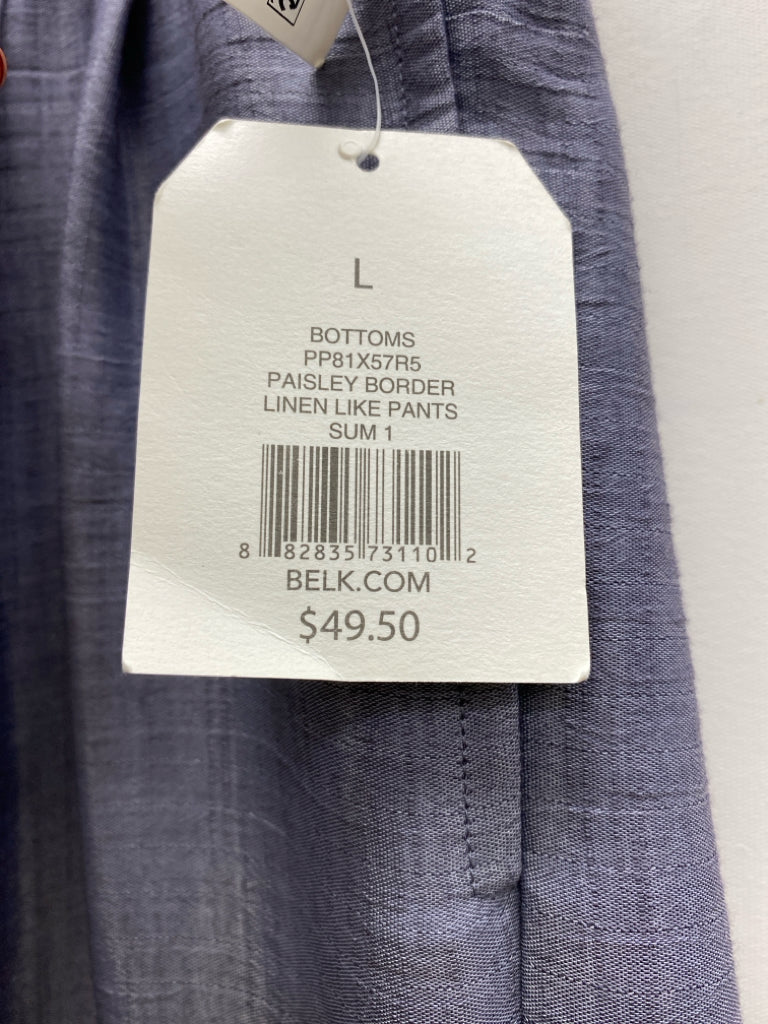 L
BOTTOMS
PP81X57R5
PAISLEY BORDER
LINEN LIKE PANTS
SUM 1
8 82835 73110 2
BELK.COM
$49.50